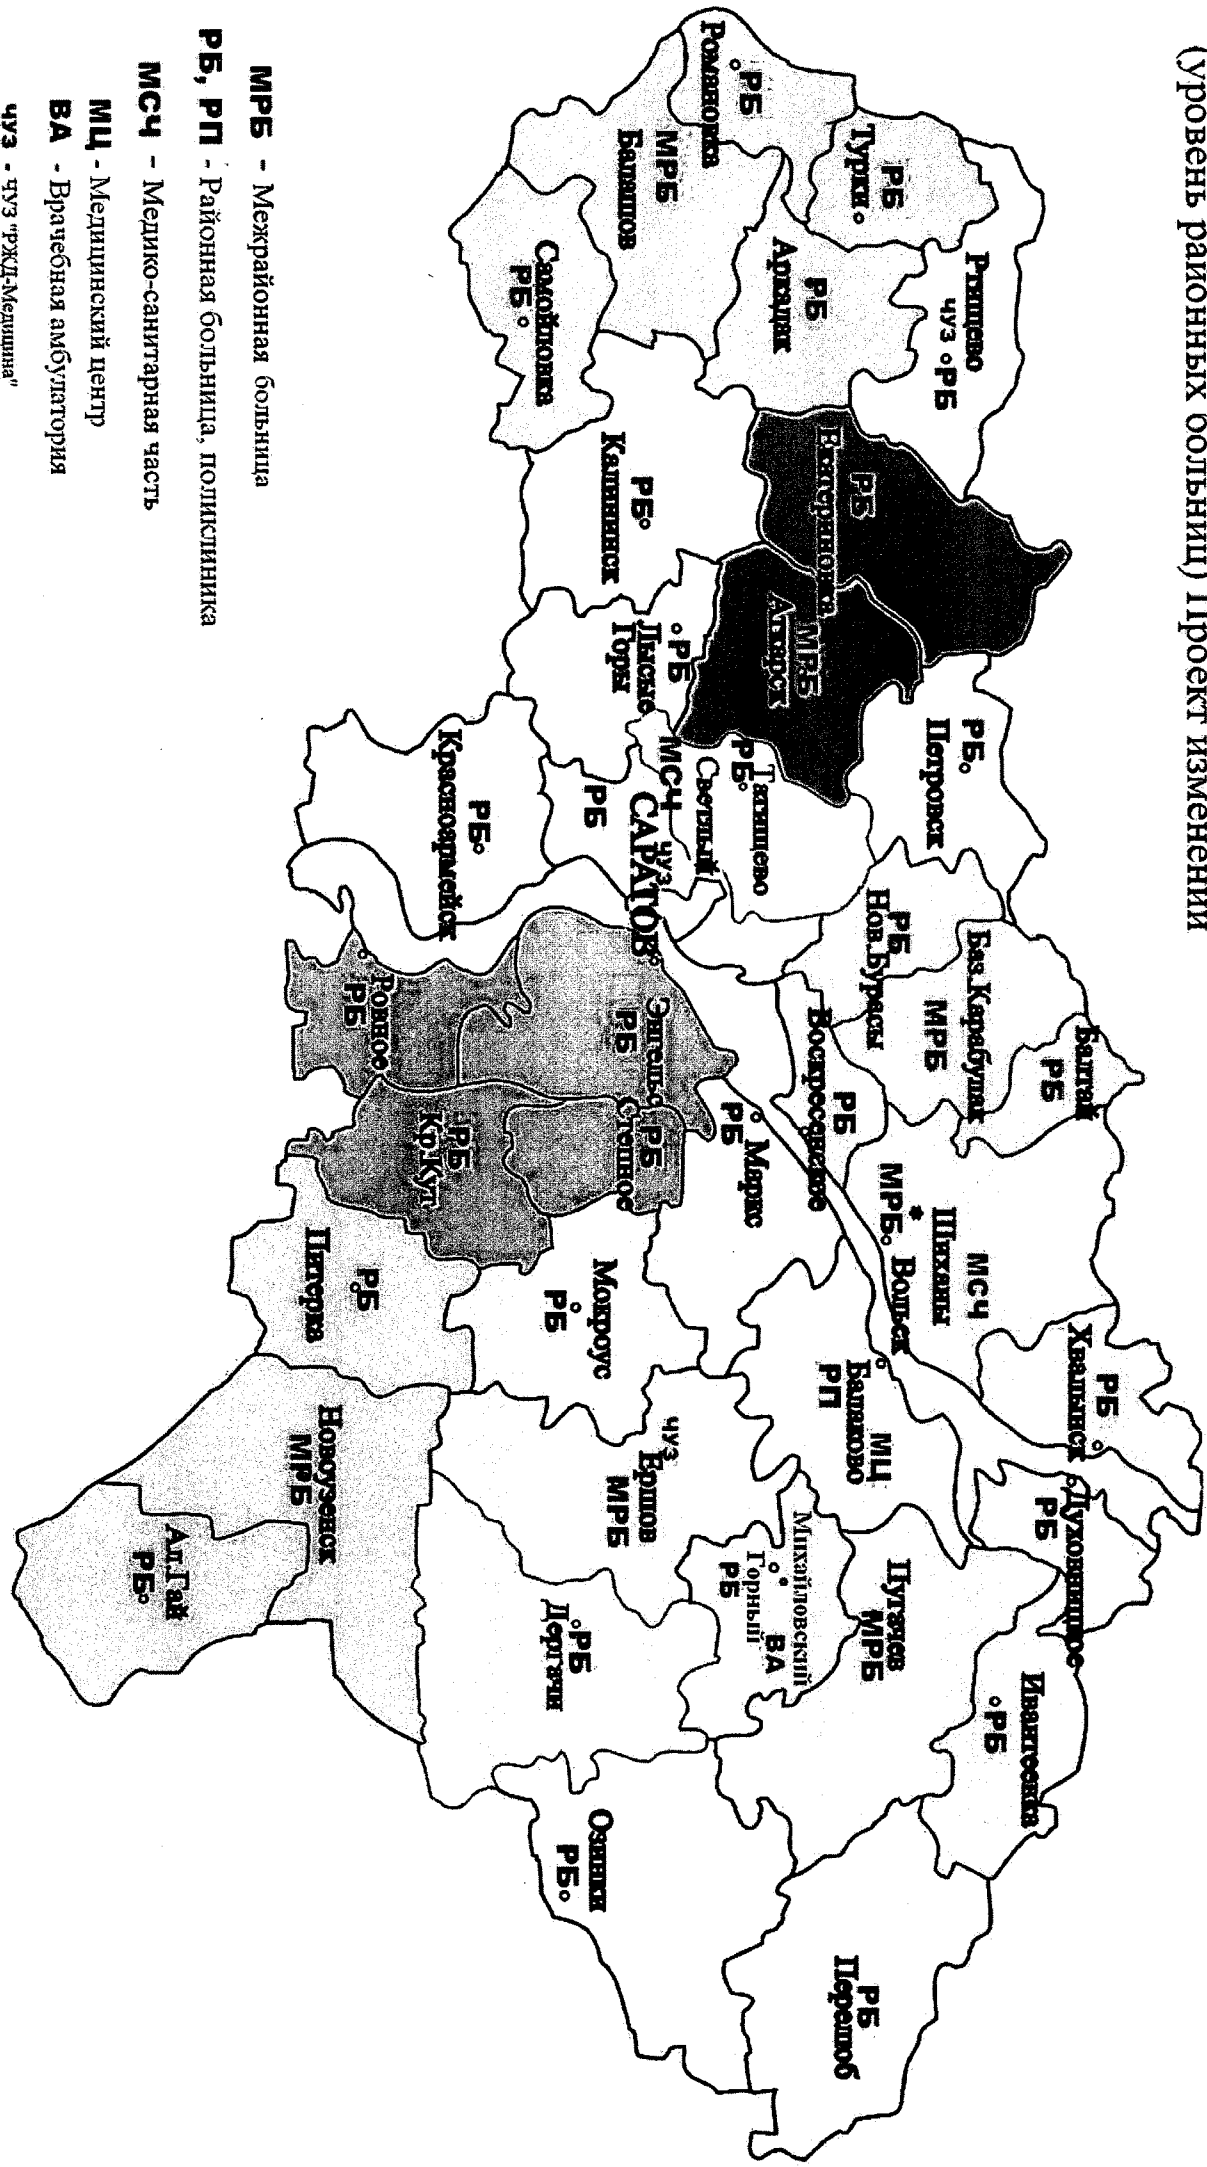 (уровень районных больниц) Проект изменений
Романовка
РБ
Турки
РБ
Ртищево
чуз РБ
МРБ
Балашов
РБ
Аркадак
Самойловка
РБ
РБ
Екатериновка
МРБ
Аткарск
РБ
Калининск
РБ
Лысые
Горы
РБ
Петровск
Татищево
РБ
Светлый
МСЧ
чуз
САРАТОВ
РБ
РБ
Красноармейск
РБ
Нов.Бурасы
Баз.Карабулак
МРБ
Балтай
РБ
РБ
Воскресенское
Энгельс
РБ
Ровное
РБ
РБ
Степное
РБ
Кр.Кут
Маркс
РБ
МСЧ
Шиханы
*
МРБ Вольск
Хвалынск
РБ
Балаково
МЦ
РП
Духовницкое
РБ
Питерка
РБ
Мокроус
РБ
чуз
Ершов
МРБ
Новоузенск
МРБ
Ал.Гай
РБ
РБ
Дергачи
Михайловский
ВА
Горный
РБ
Пугачев
МРБ
Ивантеевка
РБ
Озинки
РБ
РБ
Перелюб
МРБ - Межрайонная больница
РБ, РП - Районная больница, поликлиника
МСЧ - Медико-санитарная часть
МЦ - Медицинский центр
ВА - Врачебная амбулатория
чуз - ЧУЗ "РЖД-Медицина"